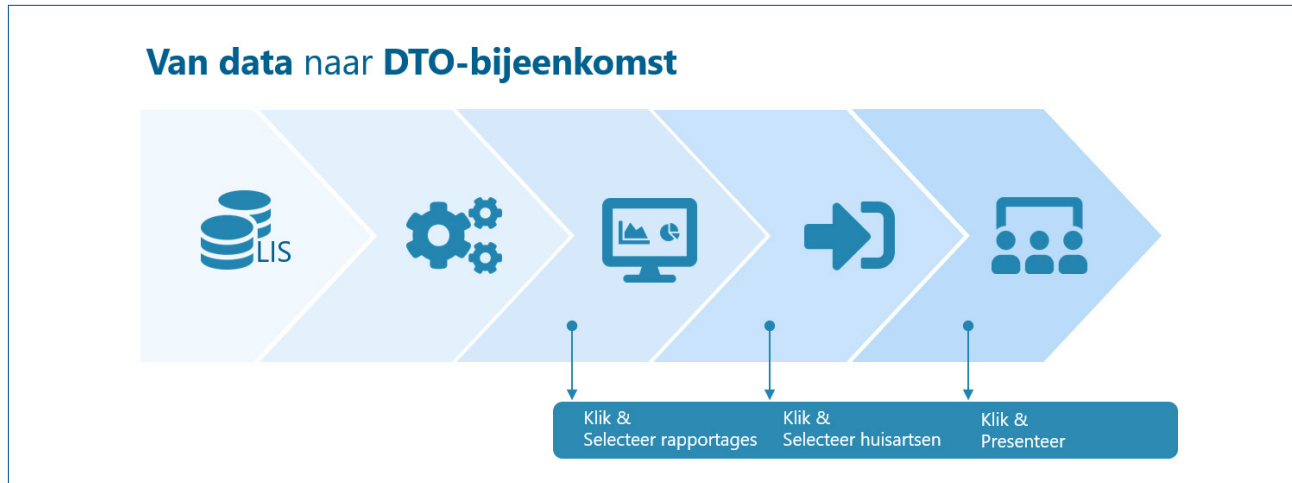 Van data naar DTO-bijeenkomst
LIS
Klik &
Selecteer rapportages
Klik &
Selecteer huisartsen
Klik &
Presenteer